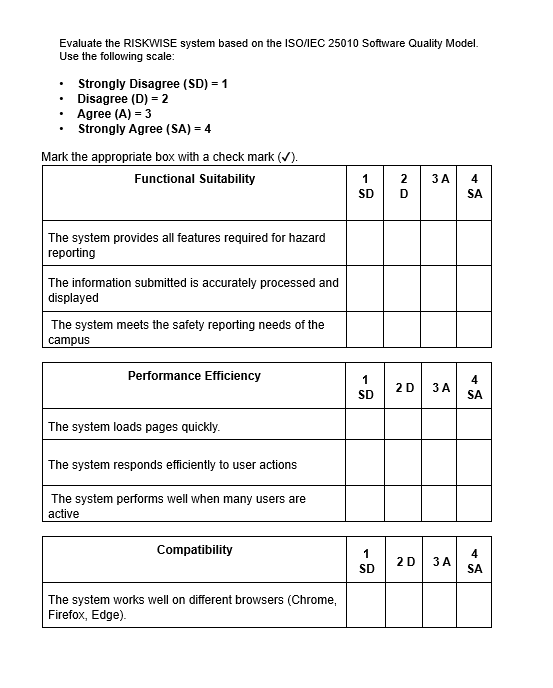 Evaluate the RISKWISE system based on the ISO/IEC 25010 Software Quality Model.
Use the following scale:
• Strongly Disagree (SD) = 1
• Disagree (D) = 2
• Agree (A) = 3
• Strongly Agree (SA) = 4
Mark the appropriate box with a check mark (✓).
Functional Suitability 1 2 3 A 4
SD D SA
The system provides all features required for hazard
reporting
The information submitted is accurately processed and
displayed
The system meets the safety reporting needs of the
campus
Performance Efficiency 1 2 D 3 A 4
SD SA
The system loads pages quickly.
The system responds efficiently to user actions
The system performs well when many users are
active
Compatibility 1 2 D 3 A 4
SD SA
The system works well on different browsers (Chrome,
Firefox, Edge).